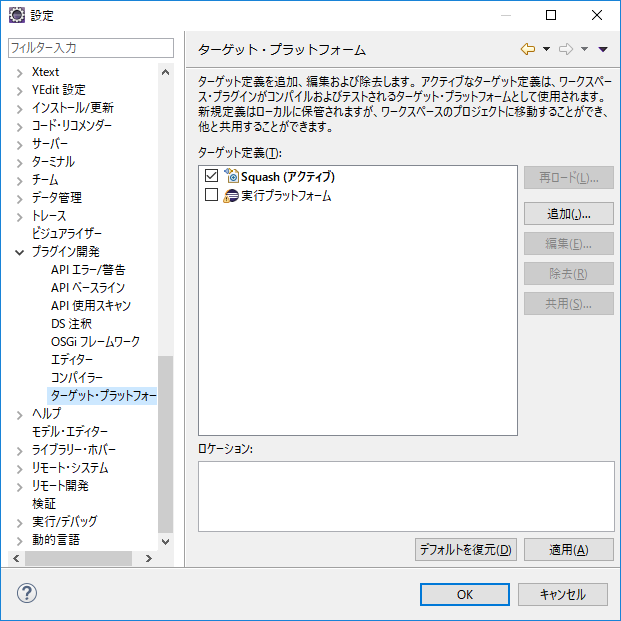 設定
フィルター入力
Xtext
YEdit 設定
インストール/更新
コード・リコメンダー
サーバー
ターミナル
チーム
データ管理
トレース
ビジュアライザー
プラグイン開発
API エラー/警告
API ベースライン
API 使用スキャン
DS 注釈
OSGi フレームワーク
エディター
コンパイラー
ターゲット・プラットフォー
ヘルプ
モデル・エディター
ライブラリー・ホバー
リモート・システム
リモート開発
検証
実行/デバッグ
動的言語
ターゲット・プラットフォーム
ターゲット定義を追加、編集および除去します。 アクティブなターゲット定義は、ワークスペー
ス・プラグインがコンパイルおよびテストされるターゲット・プラットフォームとして使用されます。
新規定義はローカルに保管されますが、ワークスペースのプロジェクトに移動することができ、
他と共用することができます。
ターゲット定義(T):
Squash (アクティブ)
実行プラットフォーム
再ロード(L)...
追加(,)...
編集(E)...
除去(R)
共用(S)...
ロケーション:
デフォルトを復元(D)
適用(A)
OK
キャンセル